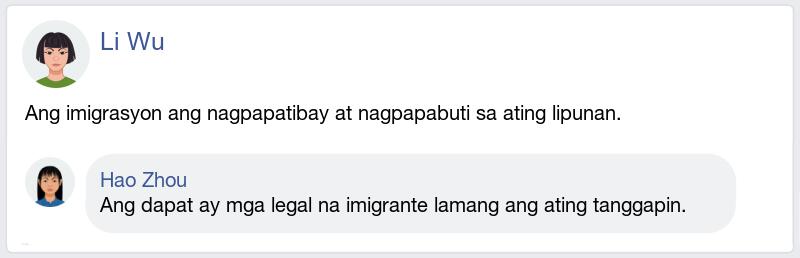 Li Wu
Ang imigrasyon ang nagpapatibay at nagpapabuti sa ating lipunan.
Hao Zhou
Ang dapat ay mga legal na imigrante lamang ang ating tanggapin.